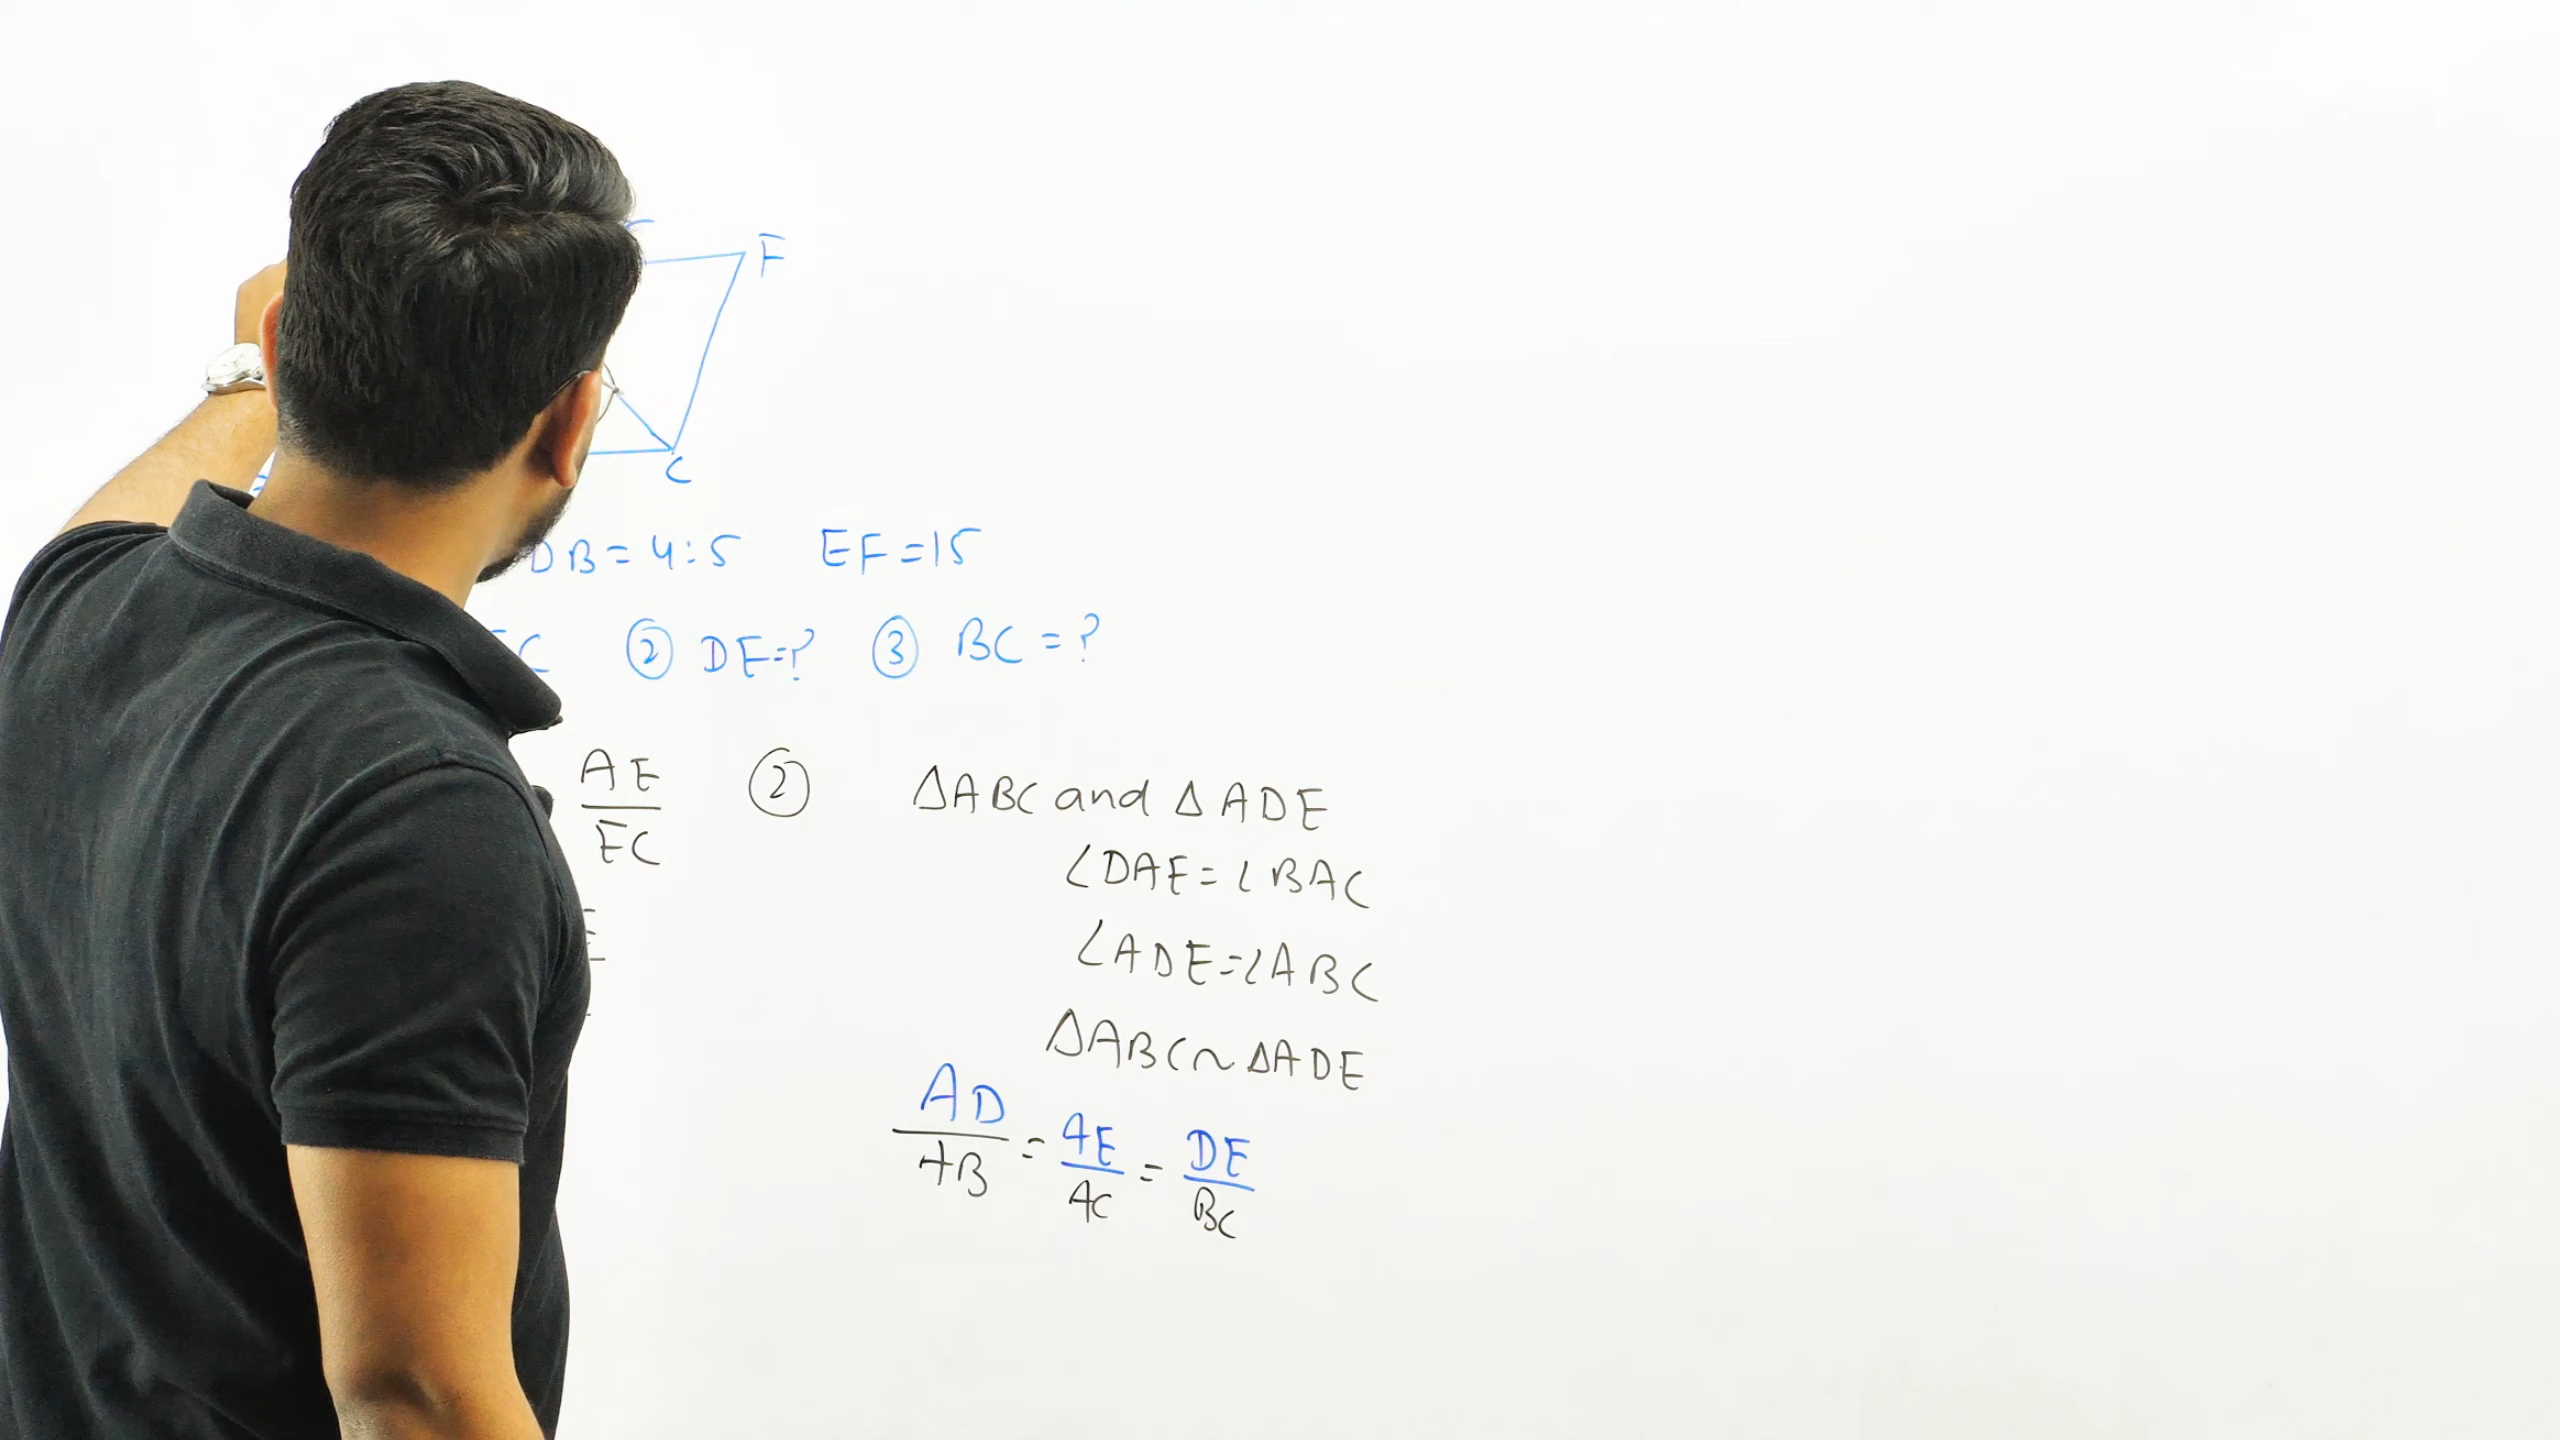 F
C
DB = 4:5 EF = 15
C ② DE = ? ③ BC = ?
AE/EC ② ΔABC and ΔADE
∠DAE = ∠BAC
∠ADE = ∠ABC
ΔABC ~ ΔADE
AD/AB = AE/AC = DE/BC